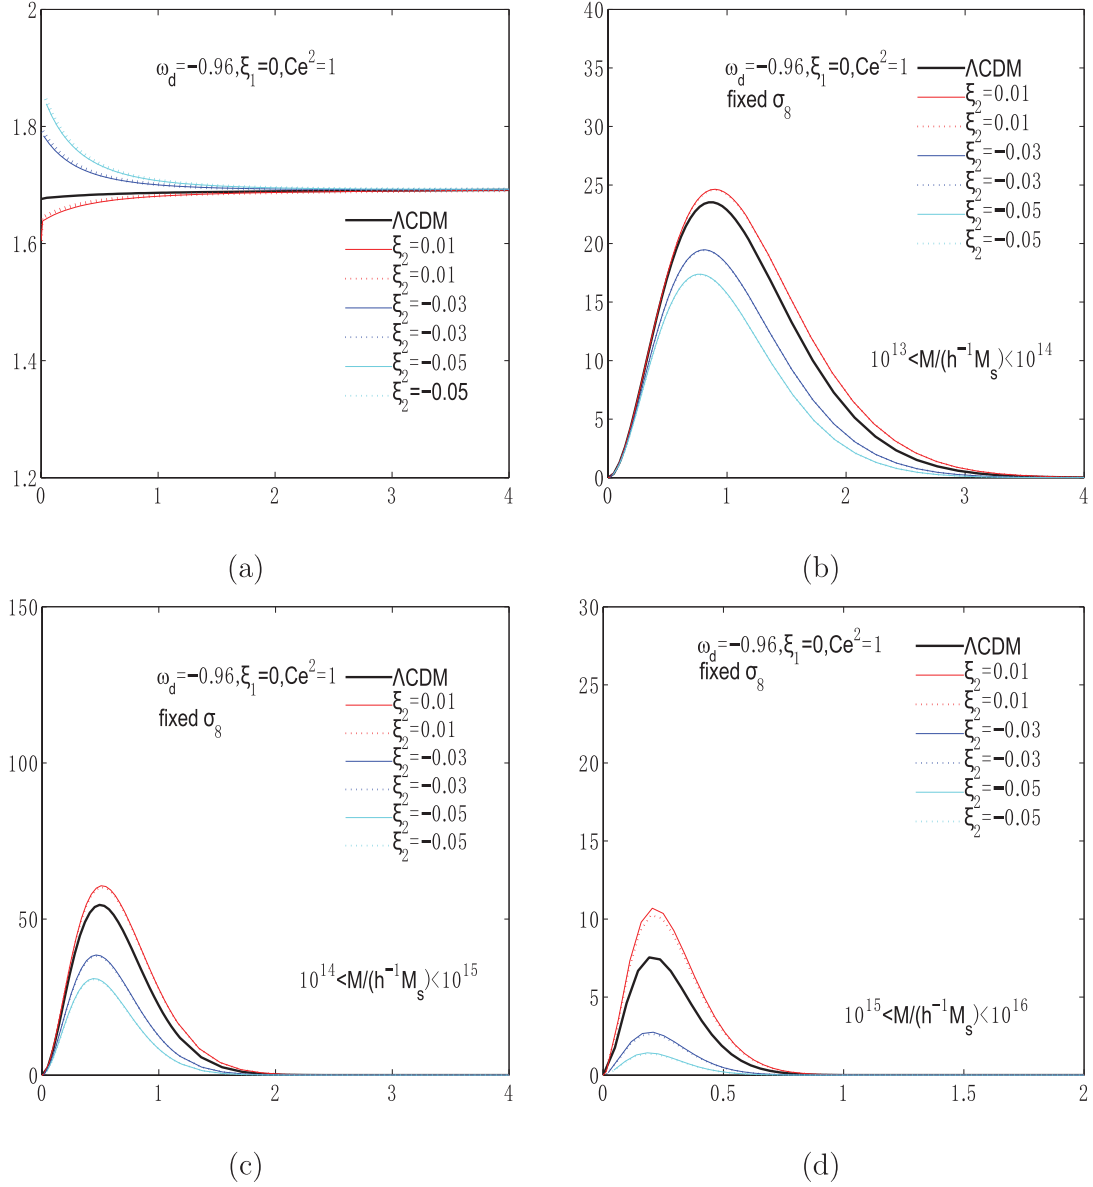 2
1.8
1.6
1.4
1.2
0 1 2 3 4
ω_d=-0.96,ξ_1=0,Ce^2=1
ΛCDM
ξ_2=0.01
ξ_2=0.01
ξ_2=-0.03
ξ_2=-0.03
ξ_2=-0.05
ξ_2=-0.05
(a)
40
35
30
25
20
15
10
5
0
0 1 2 3 4
ω_d=-0.96,ξ_1=0,Ce^2=1
fixed σ_8
ΛCDM
ξ_2=0.01
ξ_2=0.01
ξ_2=-0.03
ξ_2=-0.03
ξ_2=-0.05
ξ_2=-0.05
10^13<M/(h^-1M_s)<10^14
(b)
150
100
50
0
0 1 2 3 4
ω_d=-0.96,ξ_1=0,Ce^2=1
fixed σ_8
ΛCDM
ξ_2=0.01
ξ_2=0.01
ξ_2=-0.03
ξ_2=-0.03
ξ_2=-0.05
ξ_2=-0.05
10^14<M/(h^-1M_s)<10^15
(c)
30
25
20
15
10
5
0
0 0.5 1 1.5 2
ω_d=-0.96,ξ_1=0,Ce^2=1
fixed σ_8
ΛCDM
ξ_2=0.01
ξ_2=0.01
ξ_2=-0.03
ξ_2=-0.03
ξ_2=-0.05
ξ_2=-0.05
10^15<M/(h^-1M_s)<10^16
(d)